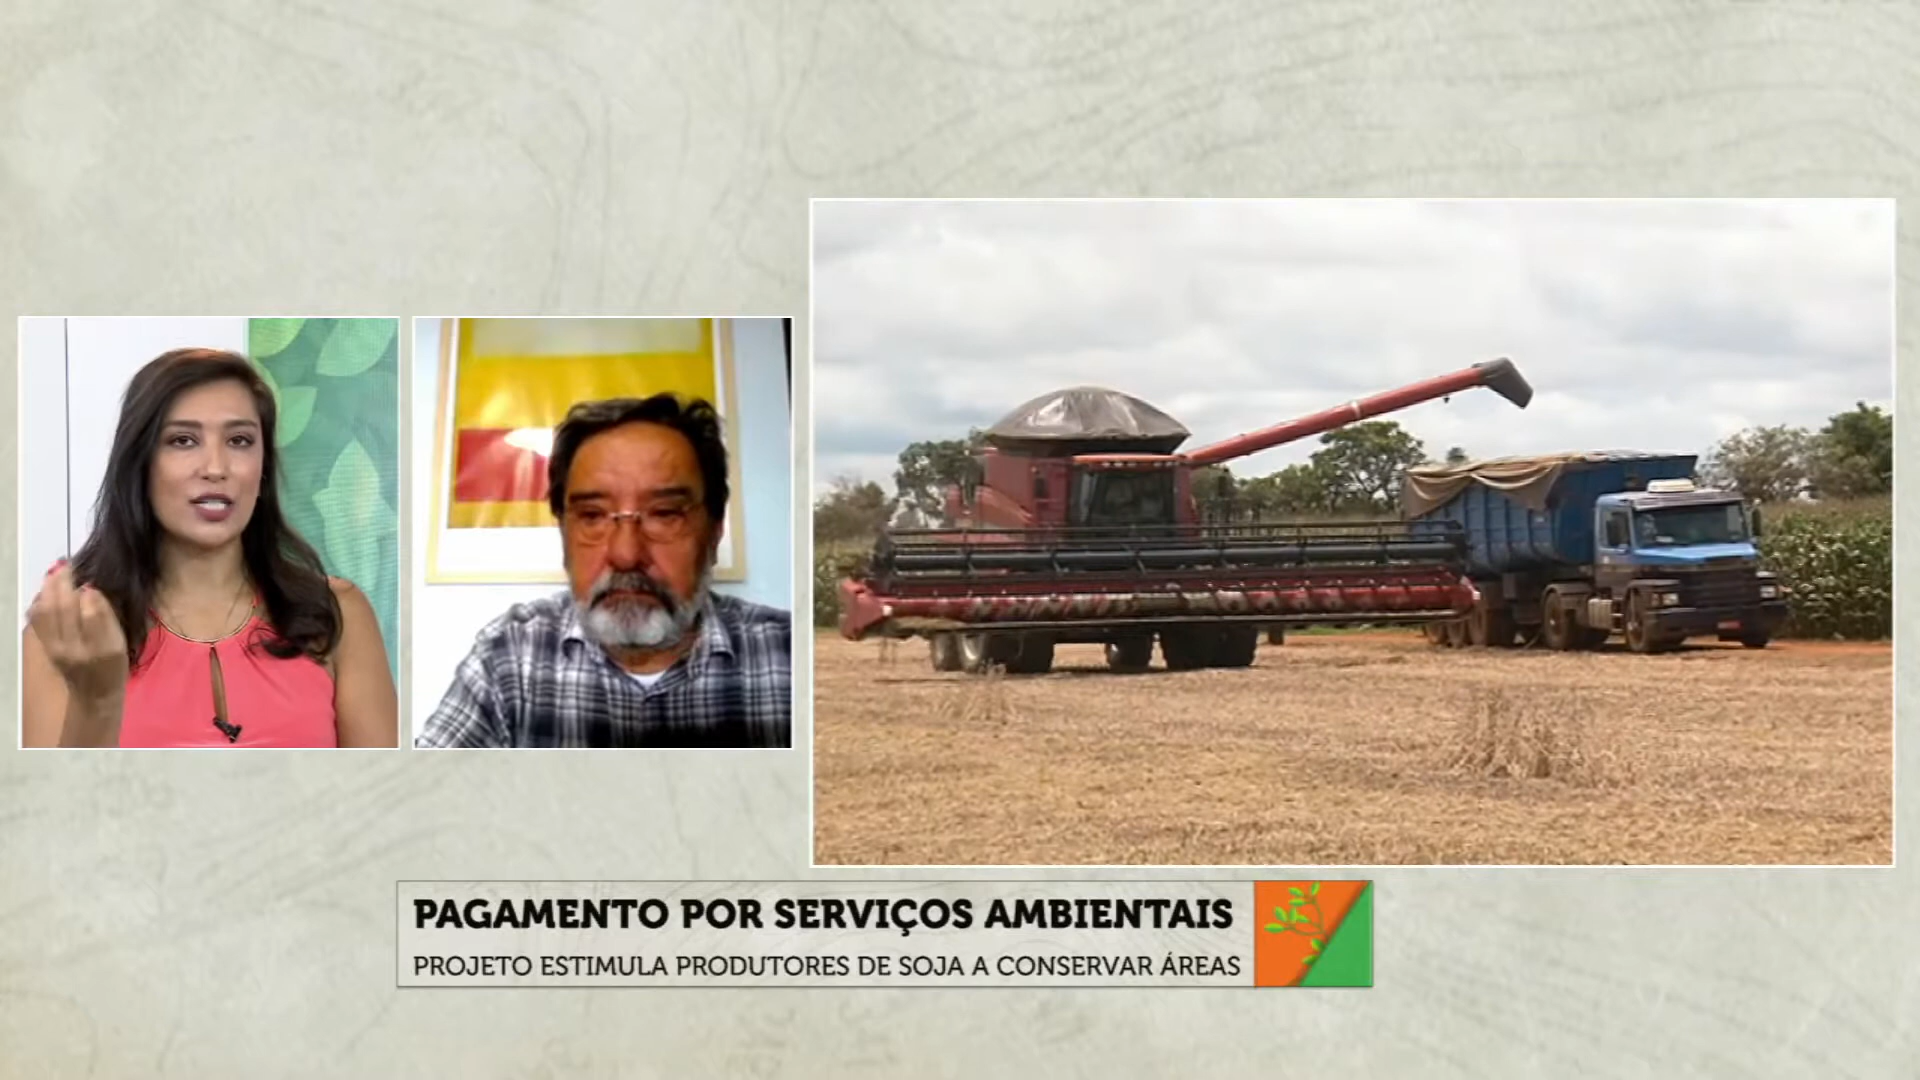 PAGAMENTO POR SERVIÇOS AMBIENTAIS
PROJETO ESTIMULA PRODUTORES DE SOJA A CONSERVAR ÁREAS